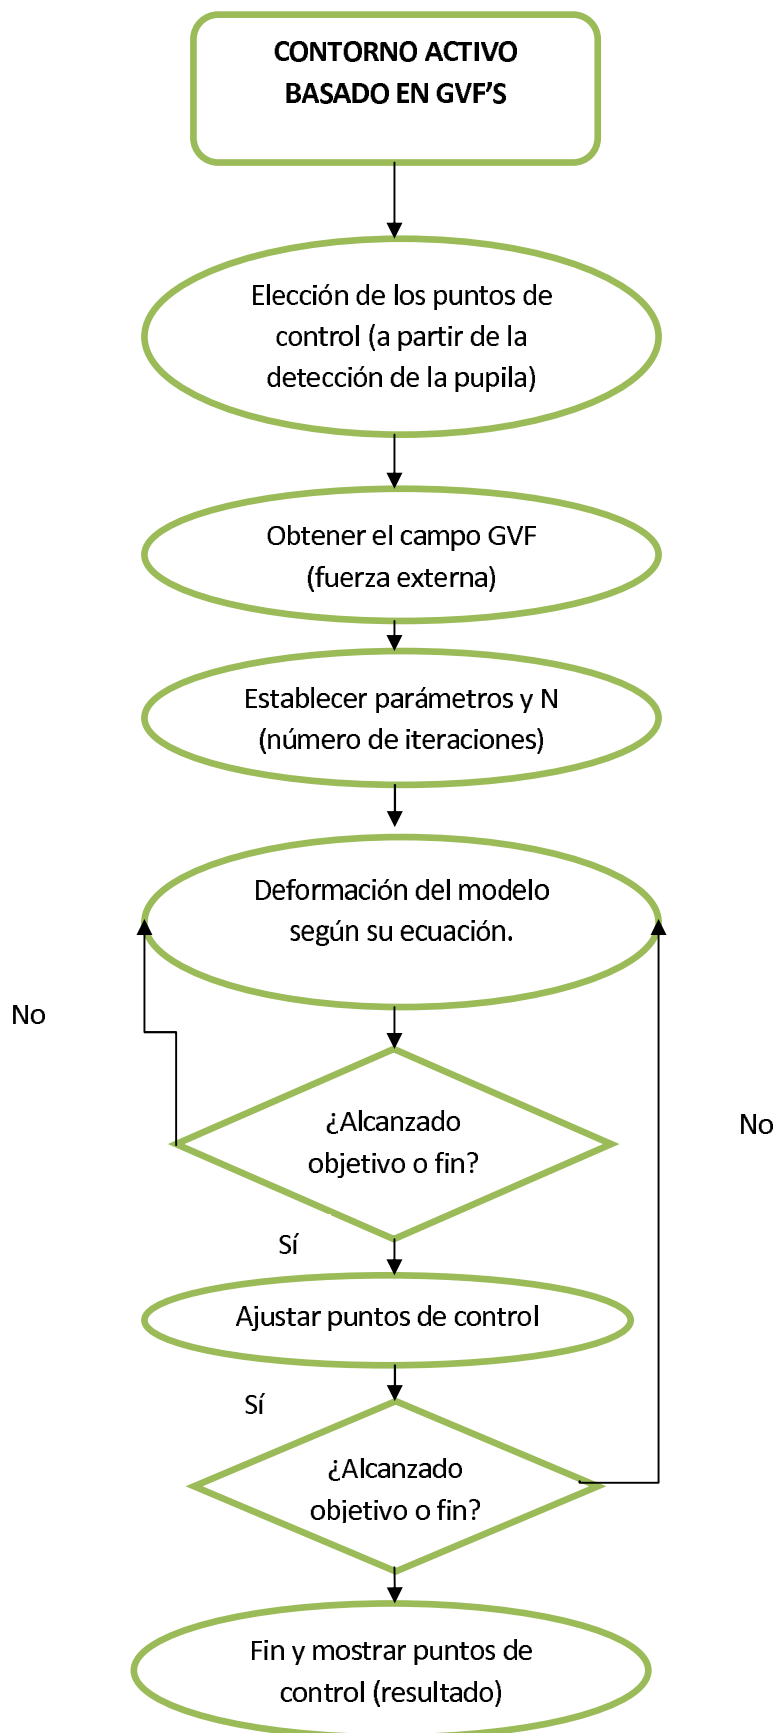 CONTORNO ACTIVO
BASADO EN GVF’S
Elección de los puntos de
control (a partir de la
detección de la pupila)
Obtener el campo GVF
(fuerza externa)
Establecer parámetros y N
(número de iteraciones)
Deformación del modelo
según su ecuación.
No
¿Alcanzado
objetivo o fin?
No
Sí
Ajustar puntos de control
Sí
¿Alcanzado
objetivo o fin?
Fin y mostrar puntos de
control (resultado)